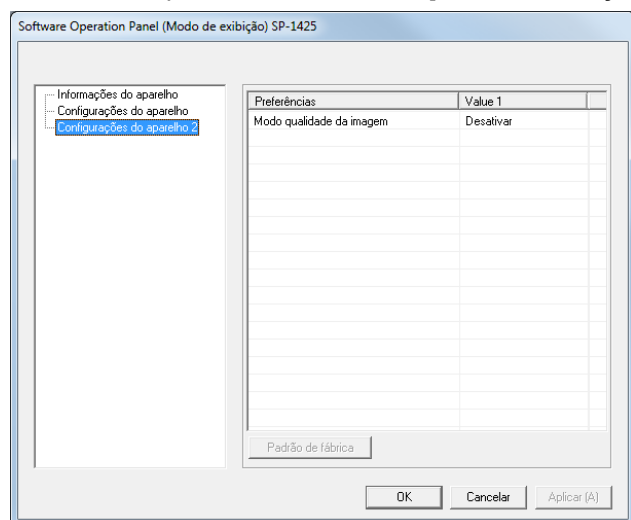 Software Operation Panel (Modo de exibição) SP-1425
Informações do aparelho
Configurações do aparelho
Configurações do aparelho 2
Preferências Value 1
Modo qualidade da imagem Desativar
Padrão de fábrica
OK Cancelar Aplicar (A)